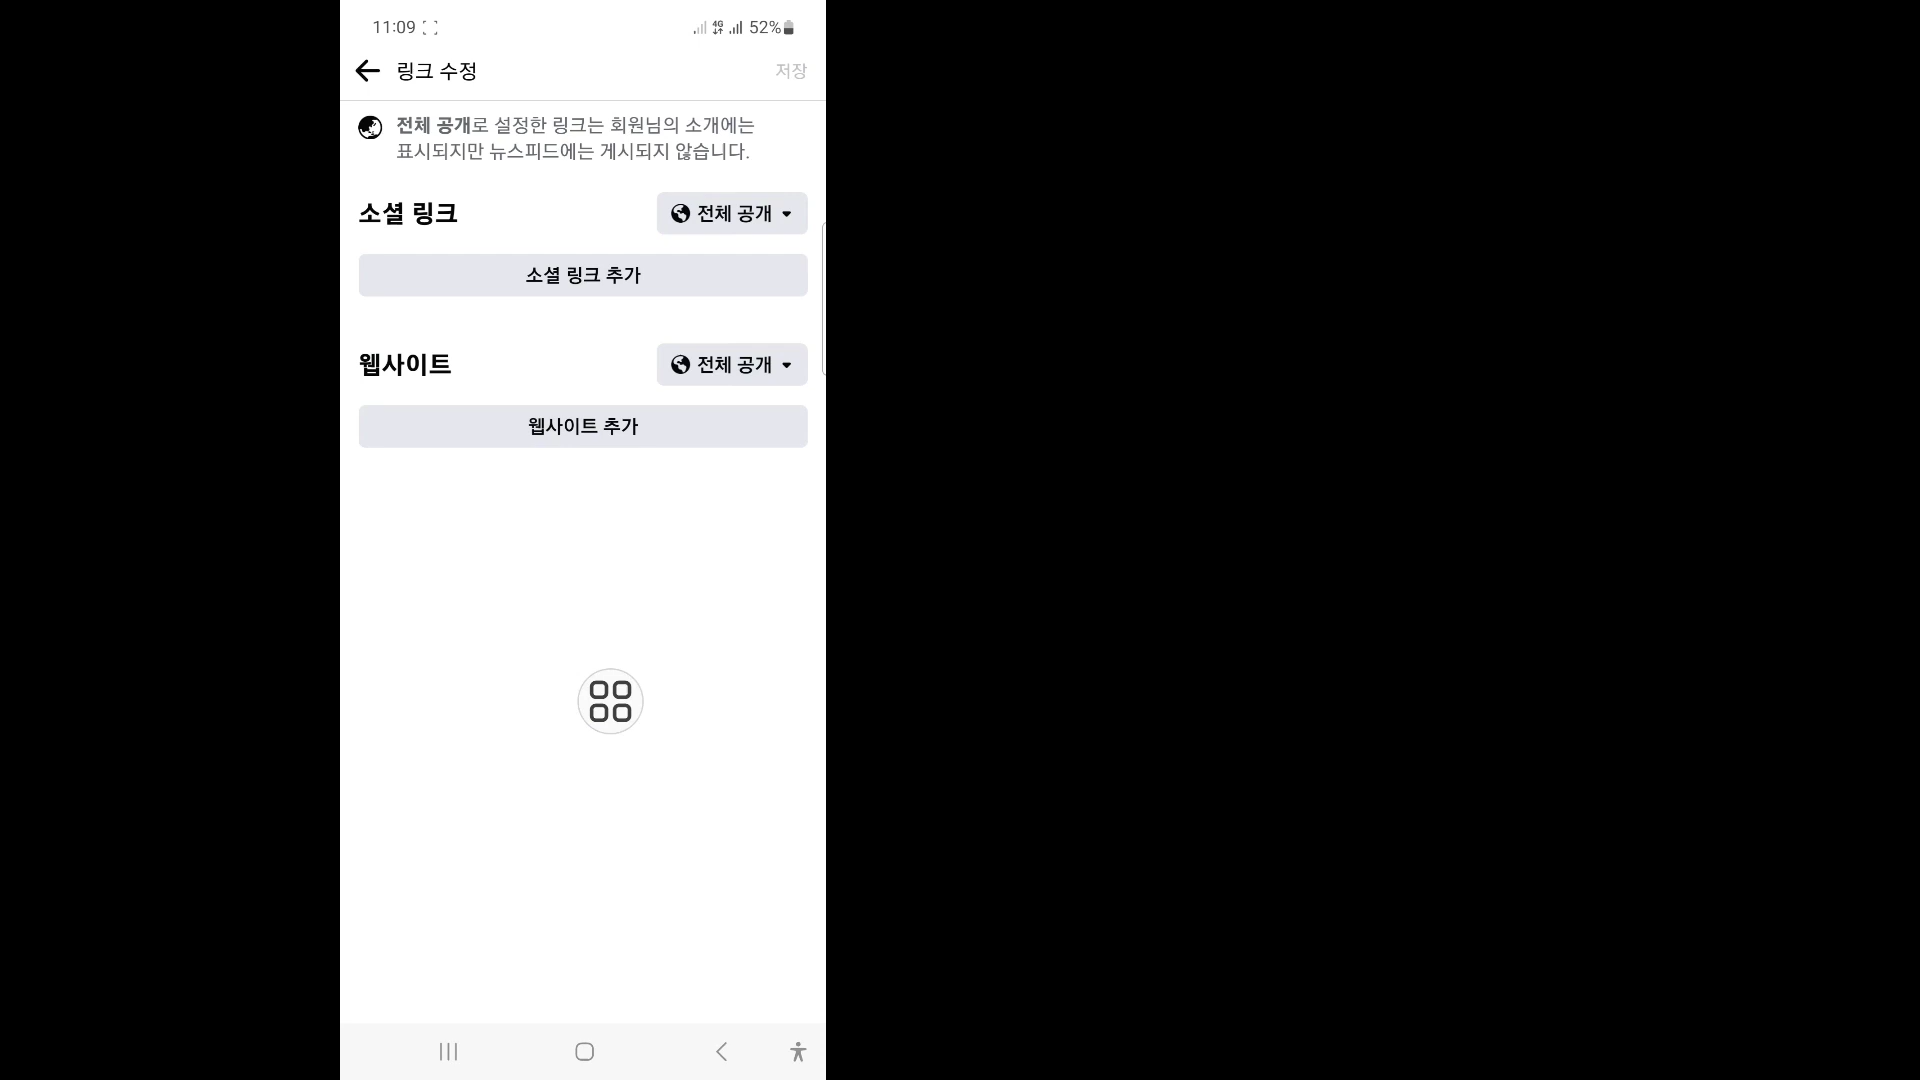 11:09 4G 52%
링크 수정 저장
전체 공개로 설정한 링크는 회원님의 소개에는
표시되지만 뉴스피드에는 게시되지 않습니다.
소셜 링크 전체 공개
소셜 링크 추가
웹사이트 전체 공개
웹사이트 추가